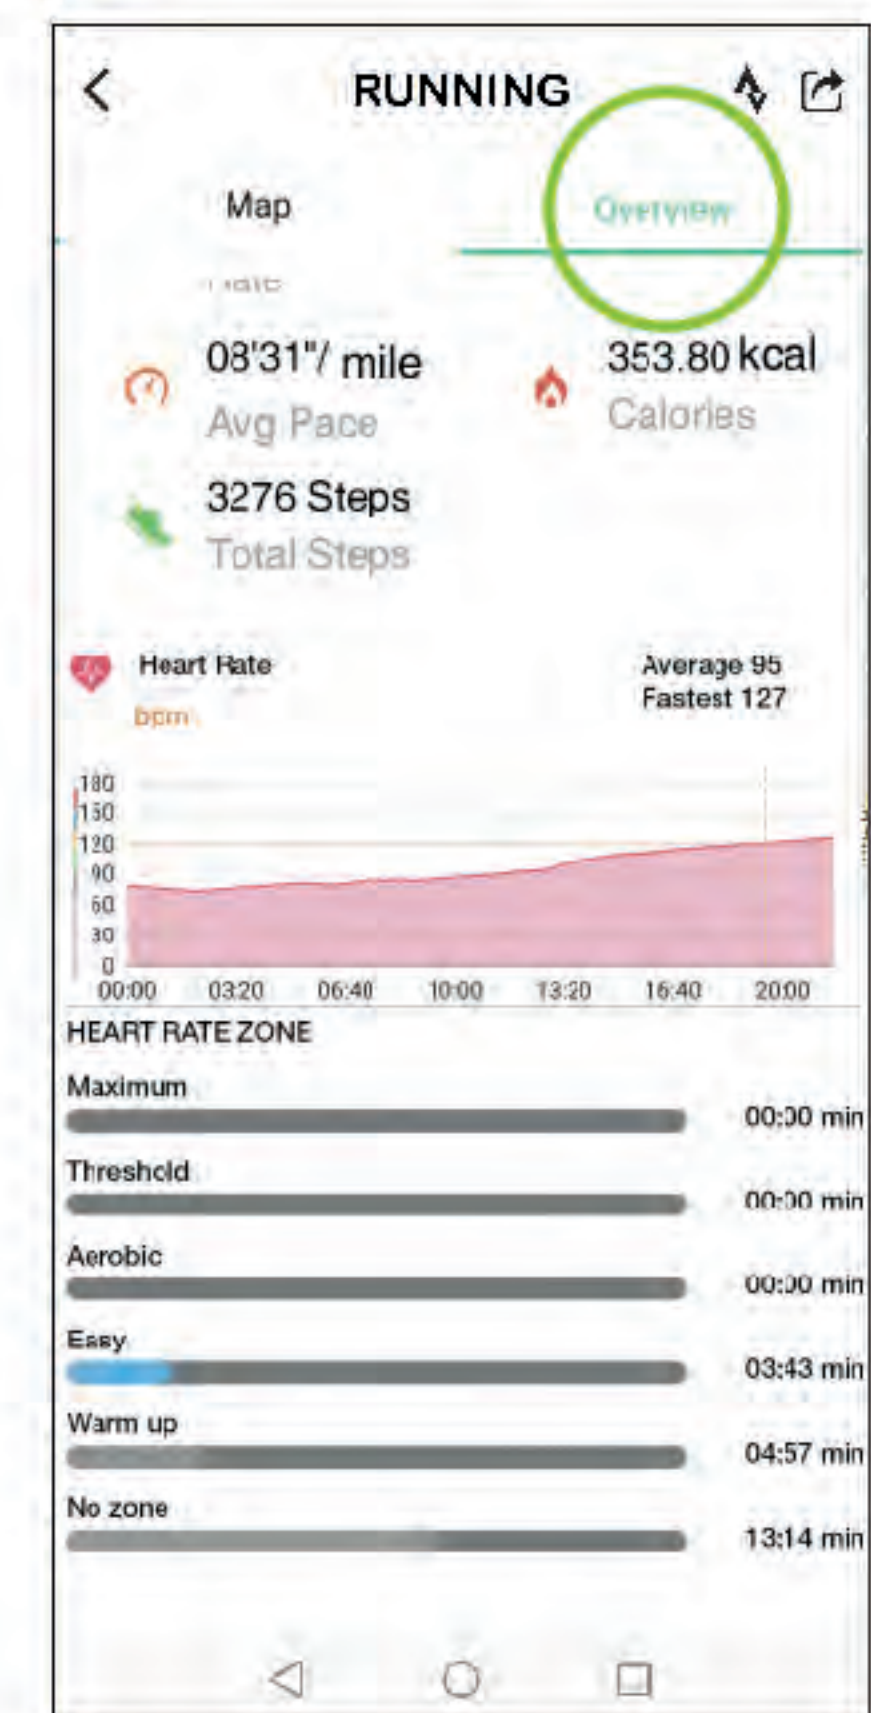 RUNNING
Map
Overview
08'31"/ mile
353.80 kcal
Avg Pace
Calories
3276 Steps
Total Steps
Heart Rate
Average 95
bpm
Fastest 127
180
150
120
90
60
30
0
00:00 03:20 06:40 10:00 13:20 16:40 20:00
HEART RATE ZONE
Maximum
00:00 min
Threshold
00:00 min
Aerobic
00:00 min
Easy
03:43 min
Warm up
04:57 min
No zone
13:14 min